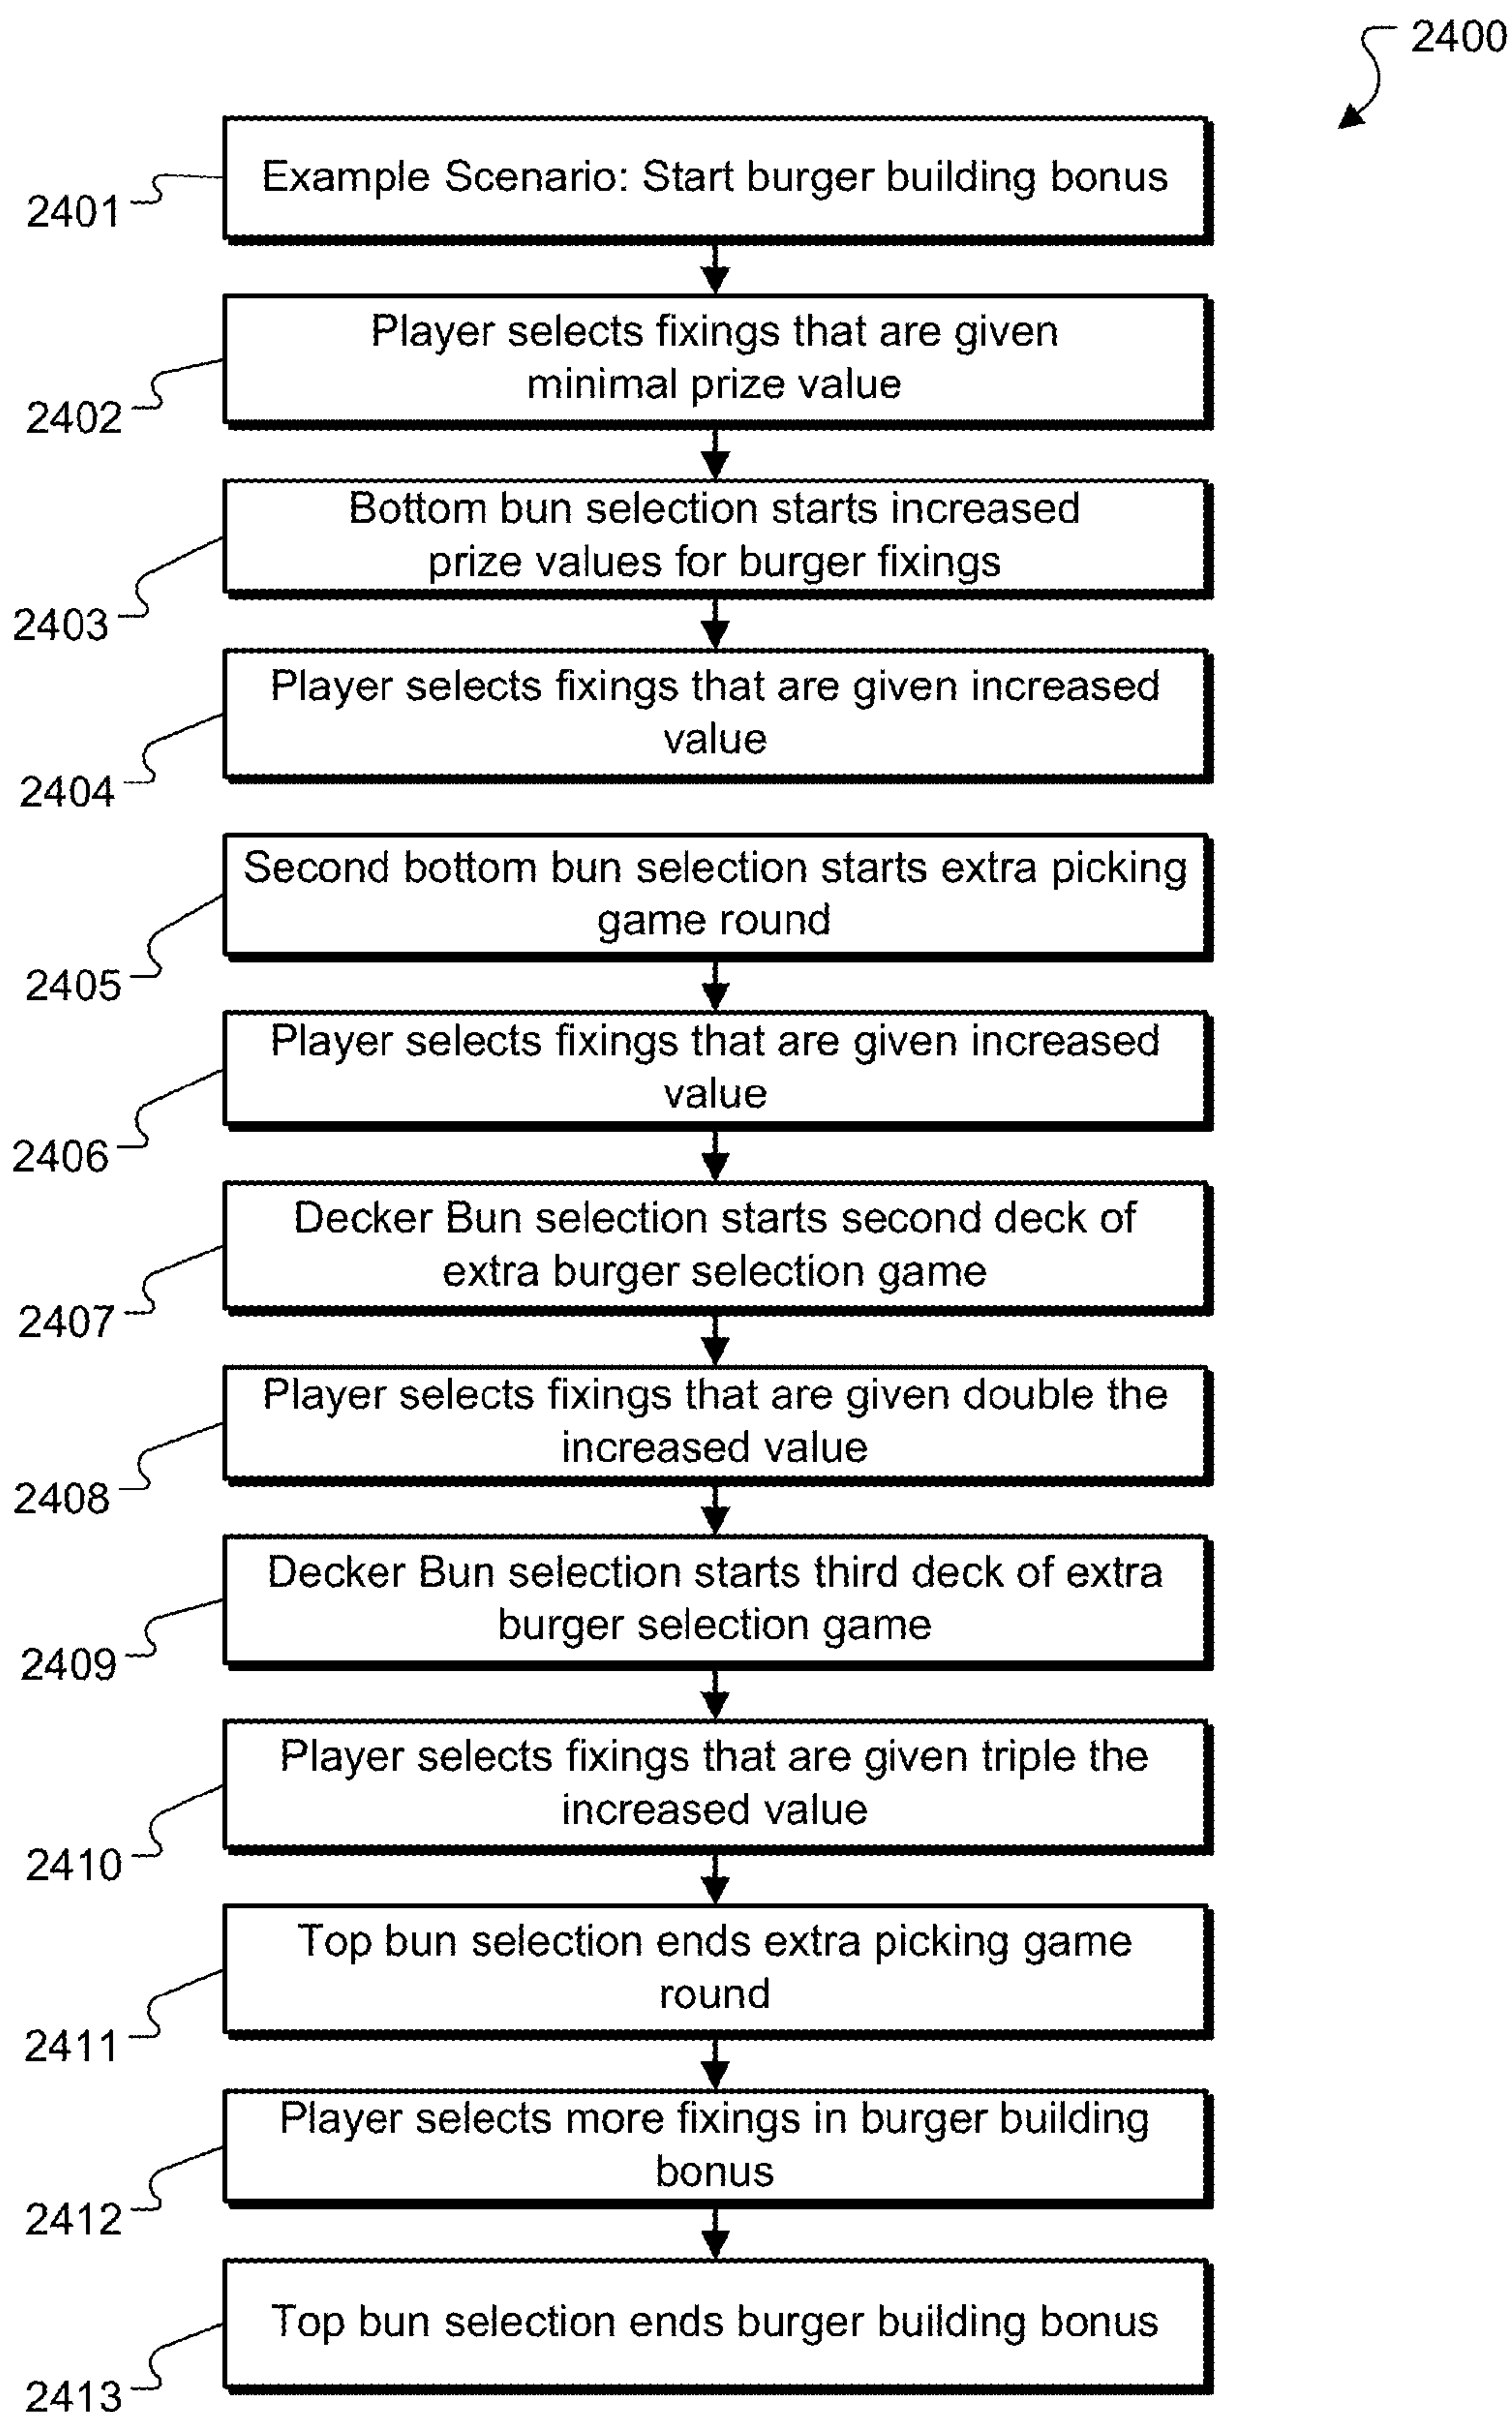 2400
Example Scenario: Start burger building bonus
2401
Player selects fixings that are given
minimal prize value
2402
Bottom bun selection starts increased
prize values for burger fixings
2403
Player selects fixings that are given increased
value
2404
Second bottom bun selection starts extra picking
game round
2405
Player selects fixings that are given increased
value
2406
Decker Bun selection starts second deck of
extra burger selection game
2407
Player selects fixings that are given double the
increased value
2408
Decker Bun selection starts third deck of extra
burger selection game
2409
Player selects fixings that are given triple the
increased value
2410
Top bun selection ends extra picking game
round
2411
Player selects more fixings in burger building
bonus
2412
Top bun selection ends burger building bonus
2413